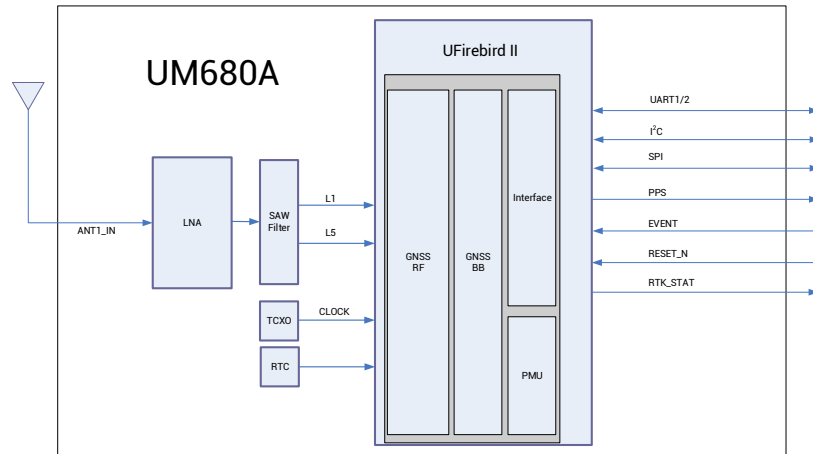 UFirebird II
UM680A
UART1/2
I²C
SPI
PPS
EVENT
RESET_N
RTK_STAT
ANT1_IN
LNA
SAW
Filter
L1
L5
TCXO
CLOCK
RTC
GNSS
RF
GNSS
BB
Interface
PMU